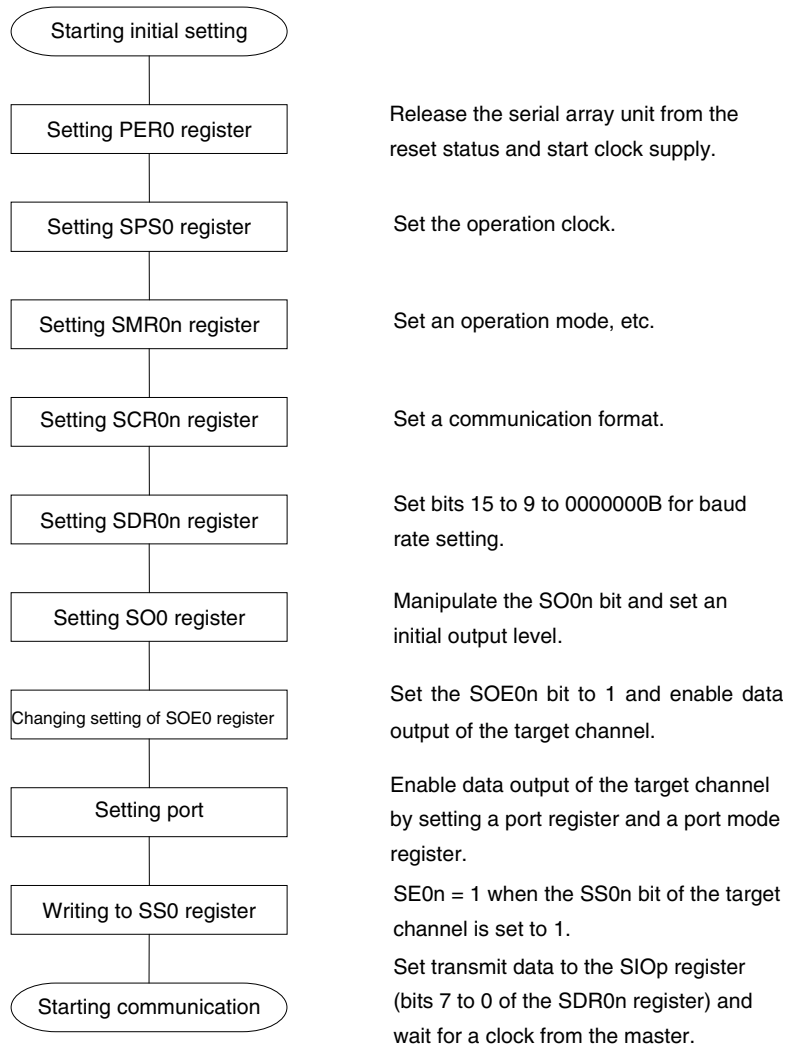 Starting initial setting
Setting PER0 register
Release the serial array unit from the
reset status and start clock supply.
Setting SPS0 register
Set the operation clock.
Setting SMR0n register
Set an operation mode, etc.
Setting SCR0n register
Set a communication format.
Setting SDR0n register
Set bits 15 to 9 to 0000000B for baud
rate setting.
Setting SO0 register
Manipulate the SO0n bit and set an
initial output level.
Changing setting of SOE0 register
Set the SOE0n bit to 1 and enable data
output of the target channel.
Setting port
Enable data output of the target channel
by setting a port register and a port mode
register.
Writing to SS0 register
SE0n = 1 when the SS0n bit of the target
channel is set to 1.
Starting communication
Set transmit data to the SIOp register
(bits 7 to 0 of the SDR0n register) and
wait for a clock from the master.